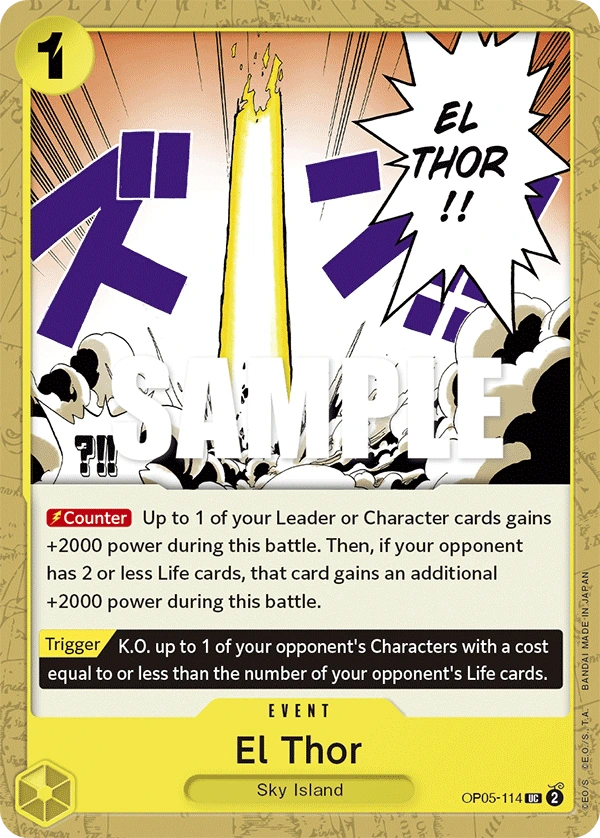 1
EL
THOR
!!
ズン
SAMPLE
?!!
Counter Up to 1 of your Leader or Character cards gains
+2000 power during this battle. Then, if your opponent
has 2 or less Life cards, that card gains an additional
+2000 power during this battle.
Trigger K.O. up to 1 of your opponent's Characters with a cost
equal to or less than the number of your opponent's Life cards.
EVENT
El Thor
Sky Island
OP05-114 UC 2
©E.O/S. ©E.O./S.,T.A. BANDAI MADE IN JAPAN